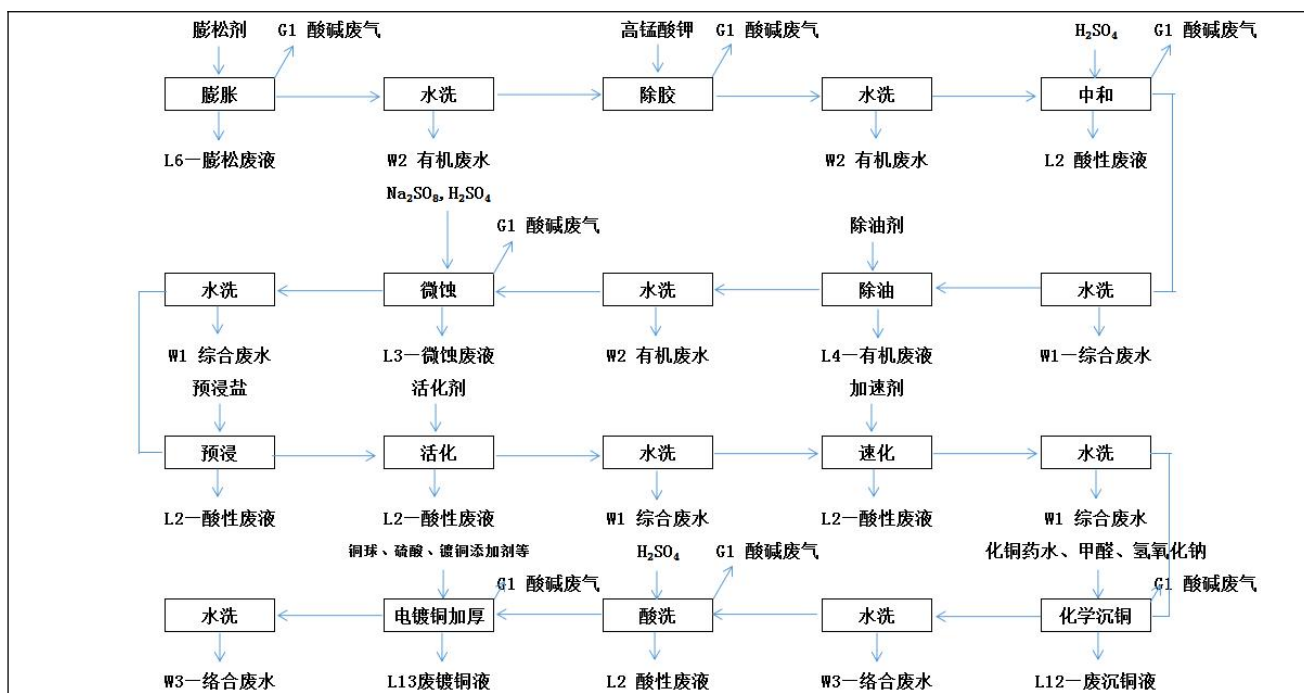 膨松剂 G1 酸碱废气 高锰酸钾 G1 酸碱废气 H₂SO₄ G1 酸碱废气
膨胀 水洗 除胶 水洗 中和
L6—膨松废液 W2 有机废水 W2 有机废水 L2 酸性废液
Na₂SO₈,H₂SO₄
G1 酸碱废气 除油剂
水洗 微蚀 水洗 除油 水洗
W1 综合废水 L3—微蚀废液 W2 有机废水 L4—有机废液 W1—综合废水
预浸盐 活化剂 加速剂
预浸 活化 水洗 速化 水洗
L2—酸性废液 L2—酸性废液 W1 综合废水 L2—酸性废液 W1 综合废水
铜球、硫酸、镀铜添加剂等 H₂SO₄ G1 酸碱废气 化铜药水、甲醛、氢氧化钠
G1 酸碱废气 G1 酸碱废气
水洗 电镀铜加厚 酸洗 水洗 化学沉铜
W3—络合废水 L13废镀铜液 L2 酸性废液 W3—络合废水 L12—废沉铜液